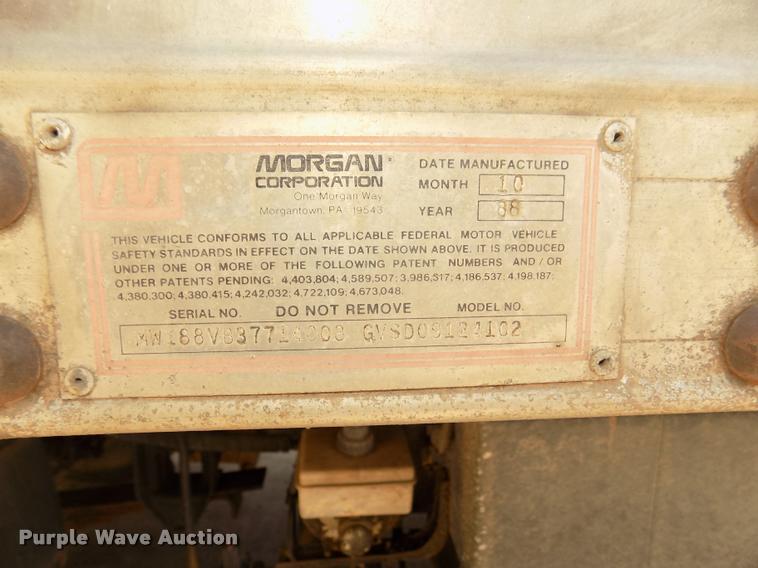 M
MORGAN
CORPORATION
One Morgan Way
Morgantown, PA 19543
DATE MANUFACTURED
MONTH 10
YEAR 88
THIS VEHICLE CONFORMS TO ALL APPLICABLE FEDERAL MOTOR VEHICLE
SAFETY STANDARDS IN EFFECT ON THE DATE SHOWN ABOVE. IT IS PRODUCED
UNDER ONE OR MORE OF THE FOLLOWING PATENT NUMBERS AND/OR
OTHER PATENTS PENDING: 4,403,804; 4,589,507; 3,986,317; 4,186,537; 4,198,187;
4,380,300; 4,380,415; 4,242,032; 4,722,109; 4,673,048.
SERIAL NO. DO NOT REMOVE MODEL NO.
GVSD09124102
Purple Wave Auction